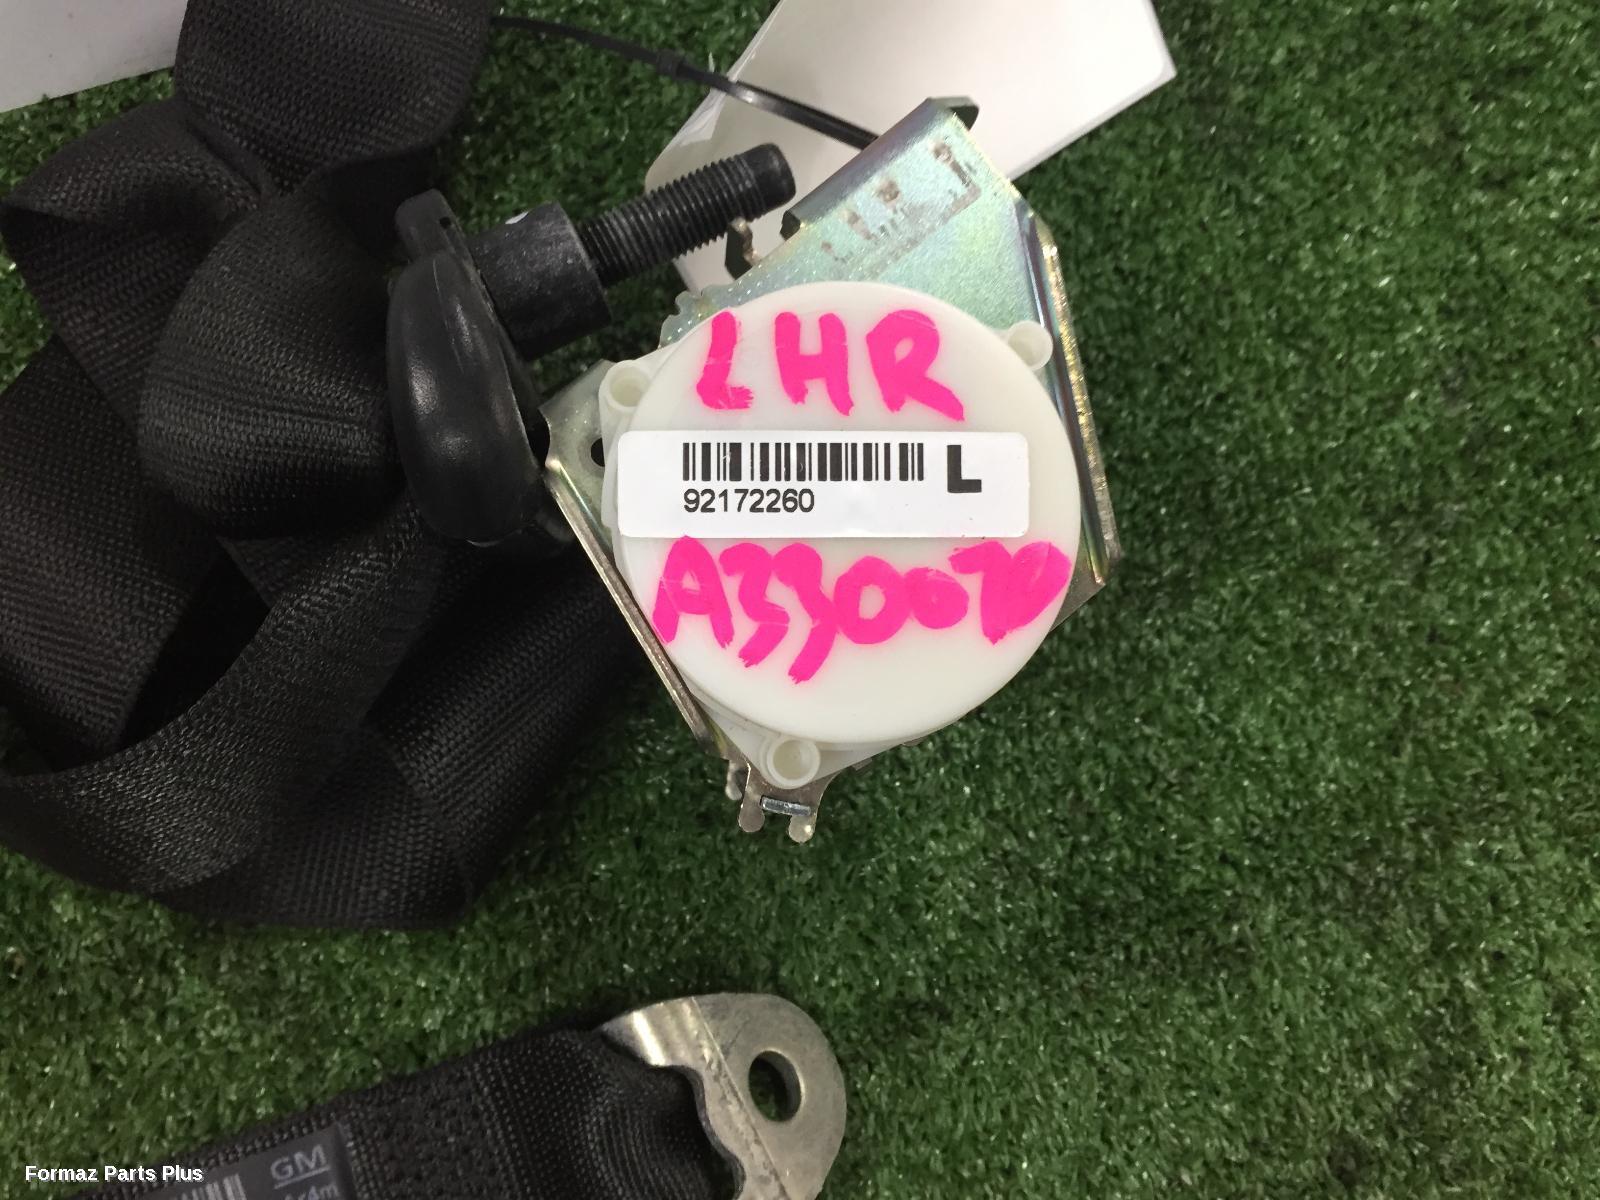 LHR
L
92172260
A330070
GM
Formaz Parts Plus